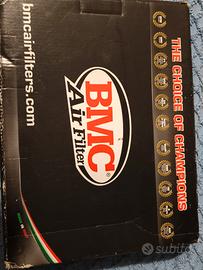 THE CHOICE OF CHAMPIONS
BMC®
Air Filter
bmcairfilters.com
subito